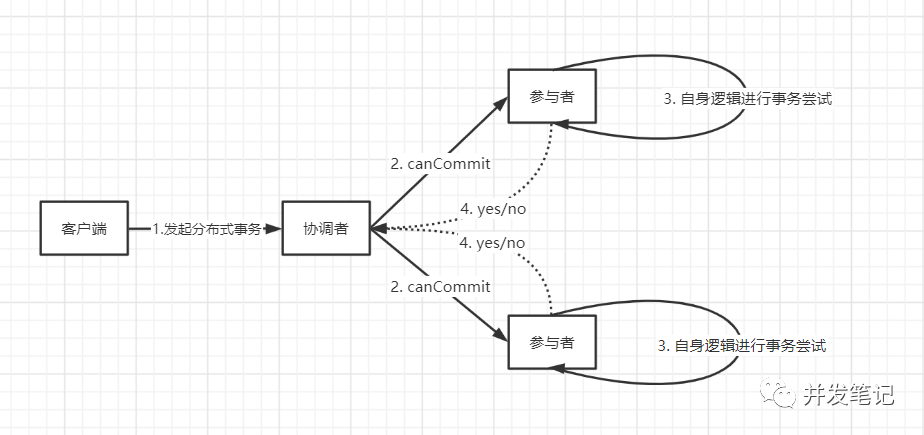 参与者
3. 自身逻辑进行事务尝试
2. canCommit
4. yes/no
客户端
1.发起分布式事务
协调者
4. yes/no
2. canCommit
参与者
3. 自身逻辑进行事务尝试
并发笔记